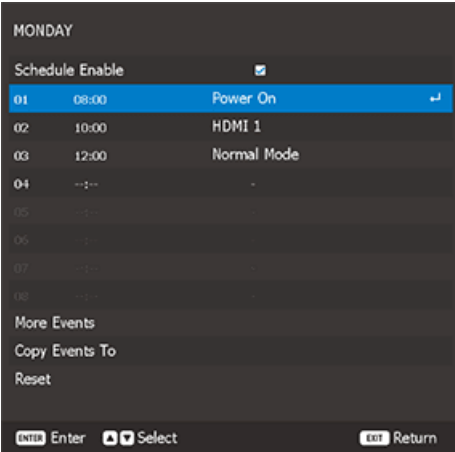 MONDAY
Schedule Enable
01 08:00 Power On
02 10:00 HDMI 1
03 12:00 Normal Mode
04 --:-- -
05 --:-- -
06 --:-- -
07 --:-- -
08 --:-- -
More Events
Copy Events To
Reset
ENTER Enter Select EXIT Return